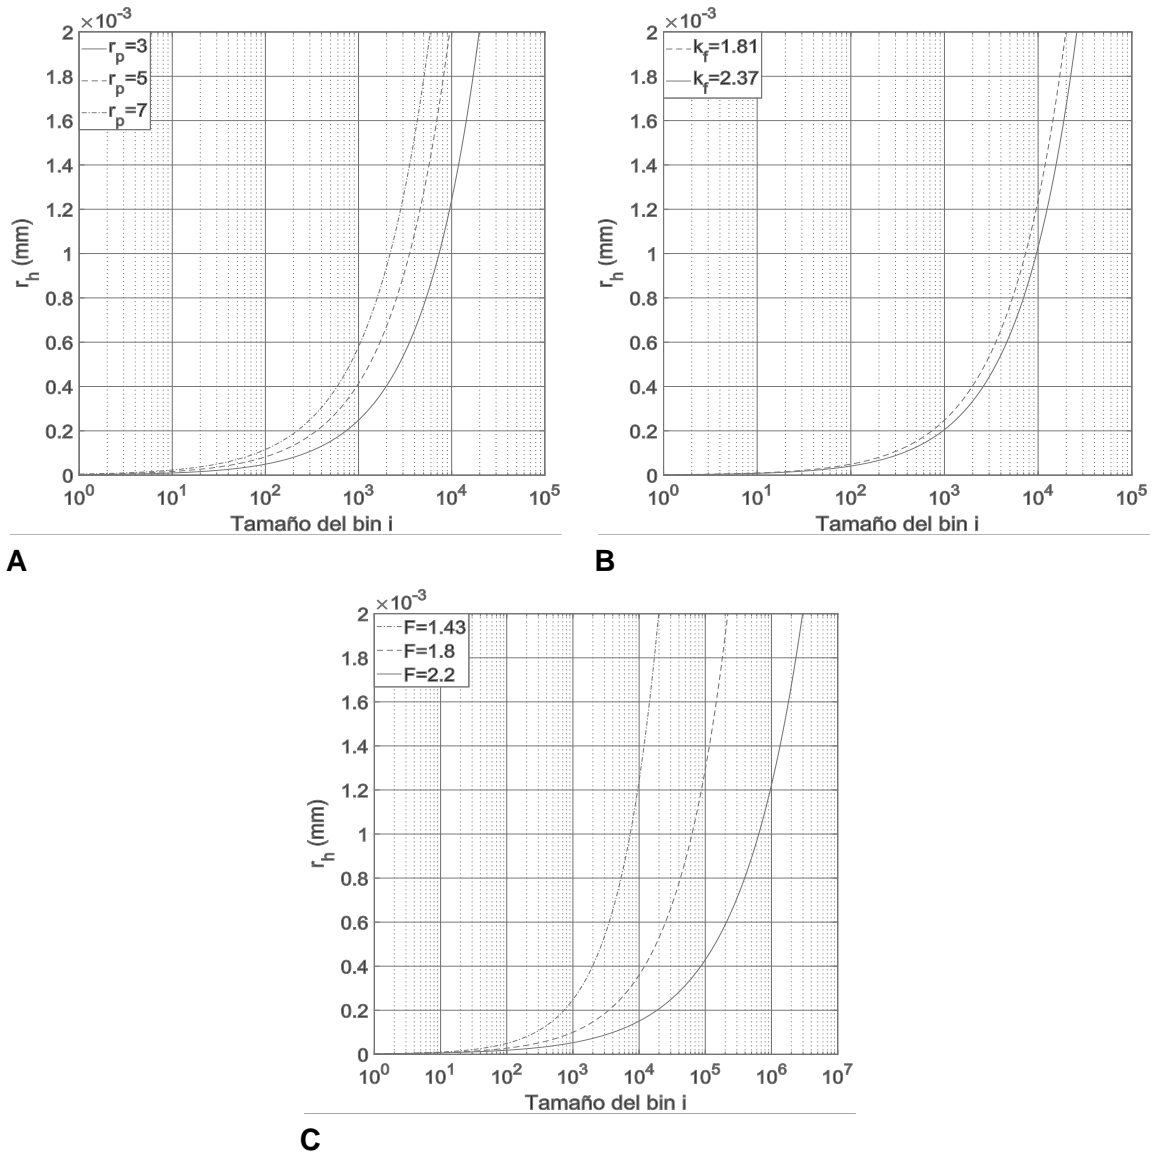 ×10⁻³
2
1.8
1.6
1.4
1.2
1
0.8
0.6
0.4
0.2
0
r_h (mm)
r_p=3
r_p=5
r_p=7
10⁰ 10¹ 10² 10³ 10⁴ 10⁵
Tamaño del bin i
A
×10⁻³
2
1.8
1.6
1.4
1.2
1
0.8
0.6
0.4
0.2
0
r_h (mm)
k_f=1.81
k_f=2.37
10⁰ 10¹ 10² 10³ 10⁴ 10⁵
Tamaño del bin i
B
×10⁻³
2
1.8
1.6
1.4
1.2
1
0.8
0.6
0.4
0.2
0
r_h (mm)
F=1.43
F=1.8
F=2.2
10⁰ 10¹ 10² 10³ 10⁴ 10⁵ 10⁶ 10⁷
Tamaño del bin i
C